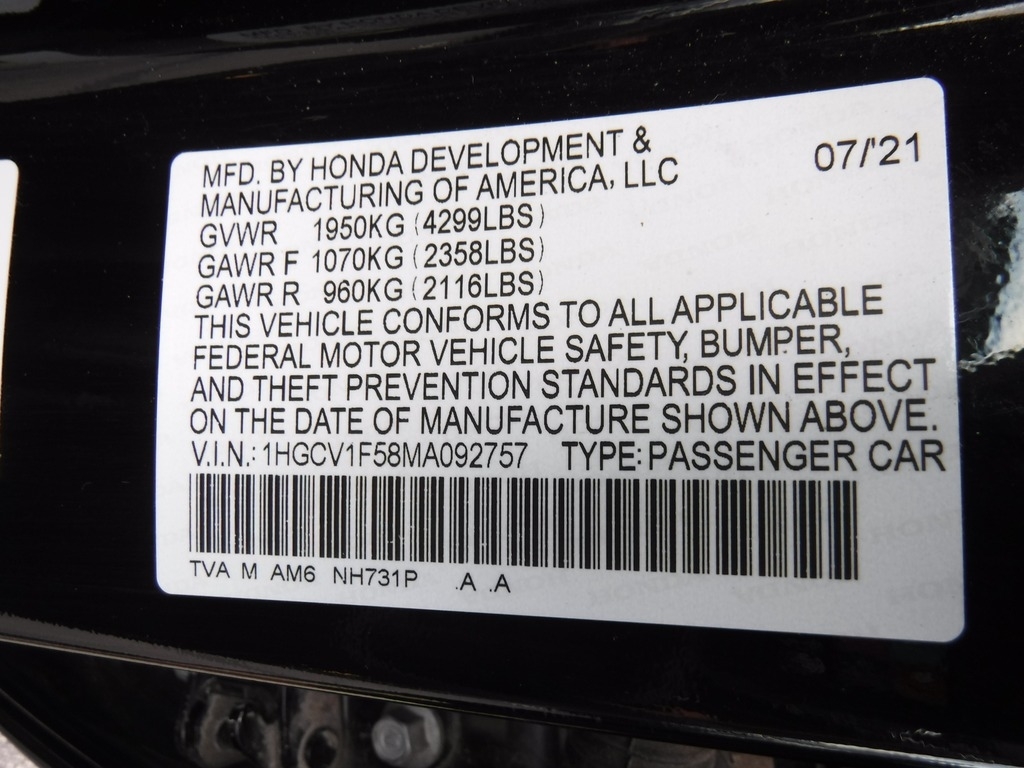 MFD. BY HONDA DEVELOPMENT &
MANUFACTURING OF AMERICA, LLC
07/'21
GVWR 1950KG (4299LBS)
GAWR F 1070KG (2358LBS)
GAWR R 960KG (2116LBS)
THIS VEHICLE CONFORMS TO ALL APPLICABLE
FEDERAL MOTOR VEHICLE SAFETY, BUMPER,
AND THEFT PREVENTION STANDARDS IN EFFECT
ON THE DATE OF MANUFACTURE SHOWN ABOVE.
V.I.N.: 1HGCV1F58MA092757 TYPE: PASSENGER CAR
TVA M AM6 NH731P .A .A